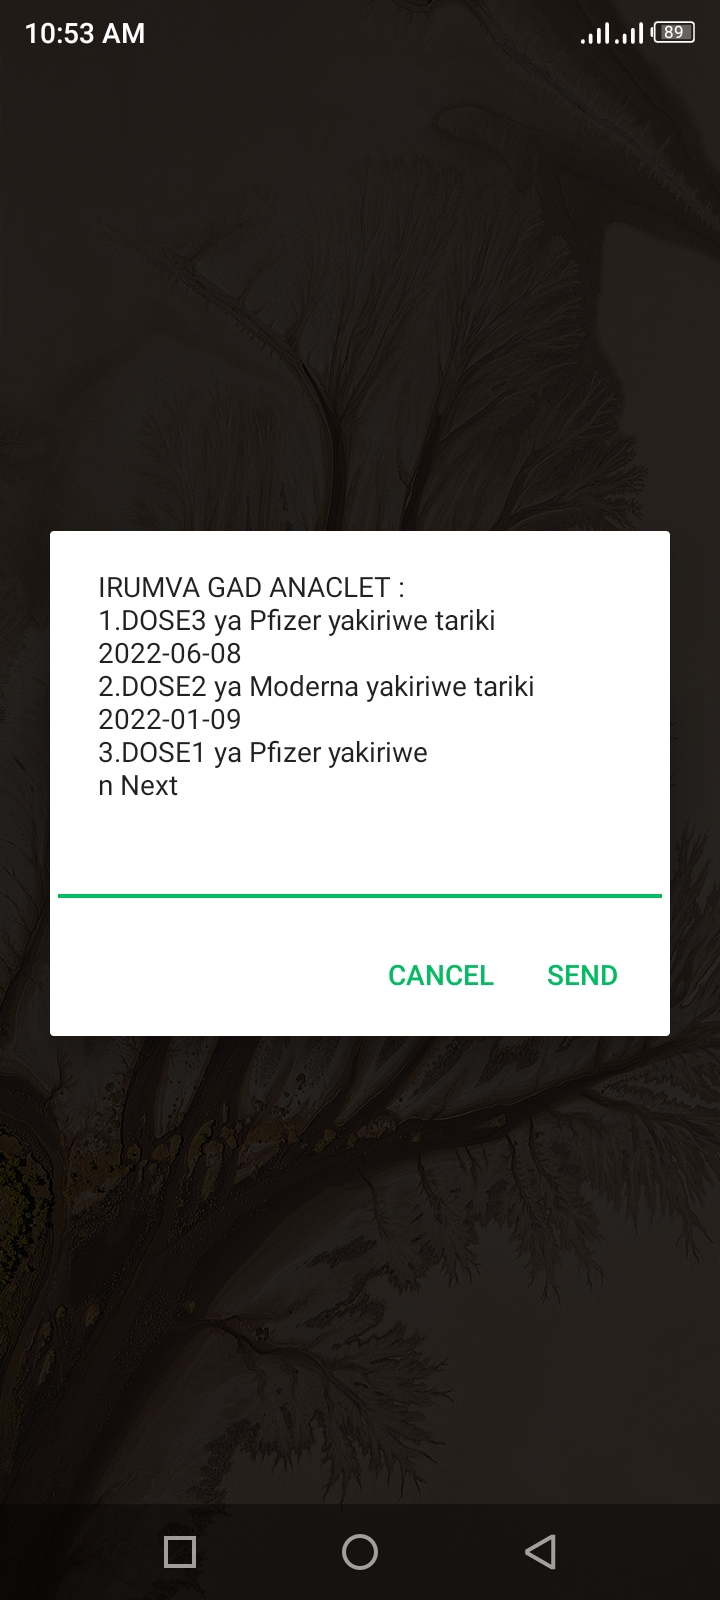 10:53 AM
89
IRUMVA GAD ANACLET :
1.DOSE3 ya Pfizer yakiriwe tariki
2022-06-08
2.DOSE2 ya Moderna yakiriwe tariki
2022-01-09
3.DOSE1 ya Pfizer yakiriwe
n Next
CANCEL SEND